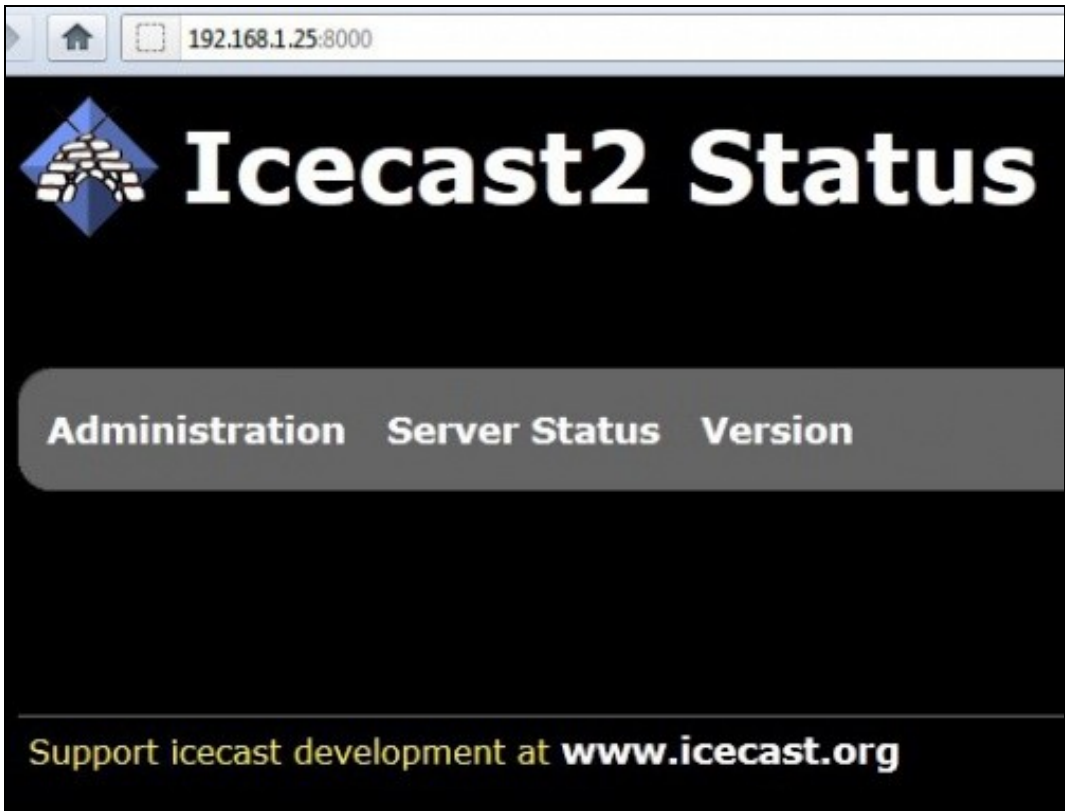 192.168.1.25:8000
Icecast2 Status
Administration Server Status Version
Support icecast development at www.icecast.org